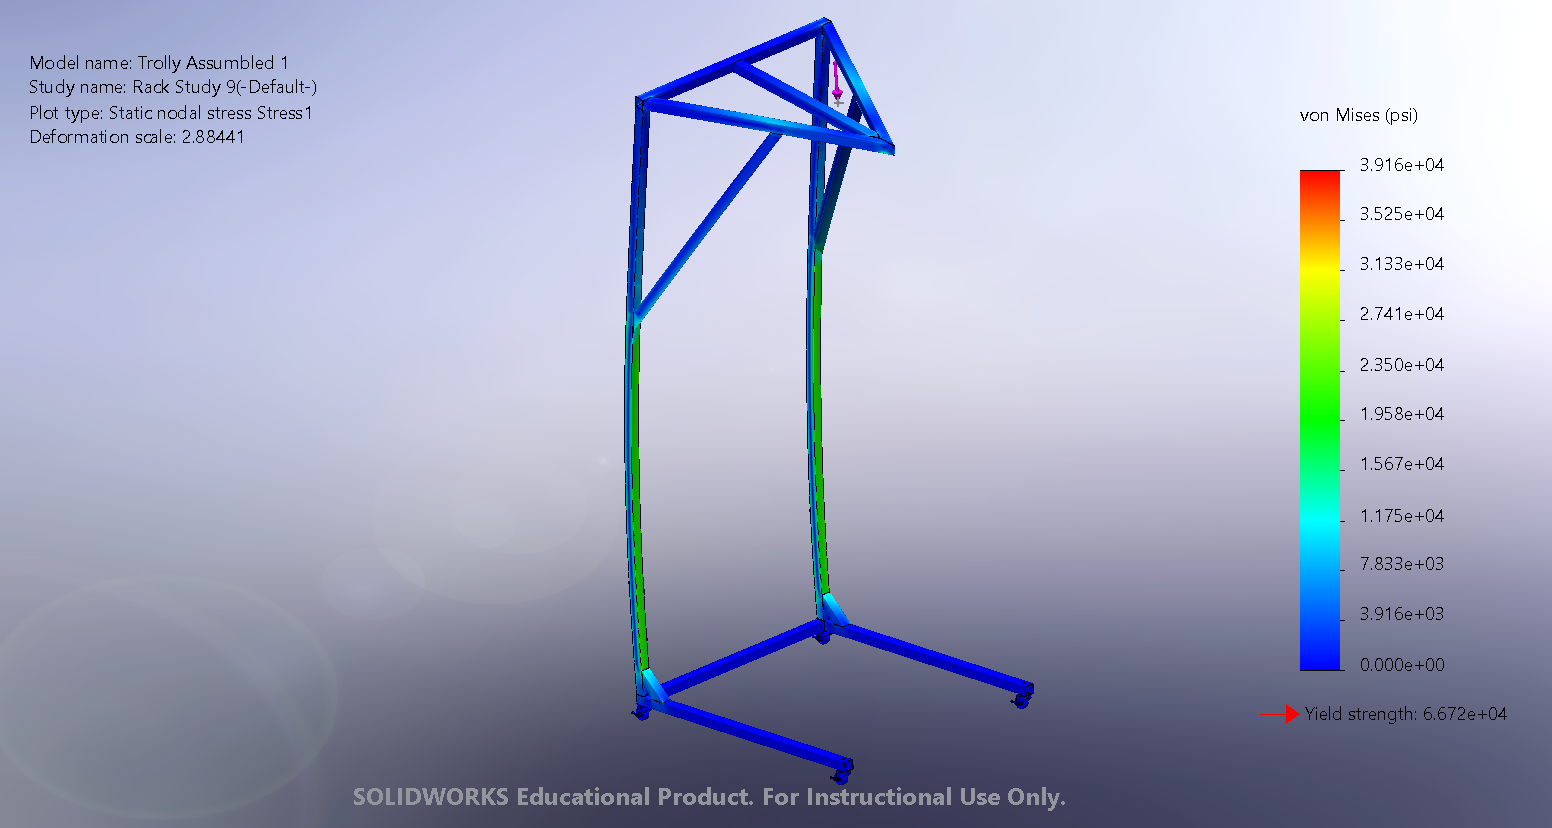 Model name: Trolly Assumbled 1
Study name: Rack Study 9(-Default-)
Plot type: Static nodal stress Stress1
Deformation scale: 2.88441
von Mises (psi)
3.916e+04
3.525e+04
3.133e+04
2.741e+04
2.350e+04
1.958e+04
1.567e+04
1.175e+04
7.833e+03
3.916e+03
0.000e+00
Yield strength: 6.672e+04
SOLIDWORKS Educational Product. For Instructional Use Only.